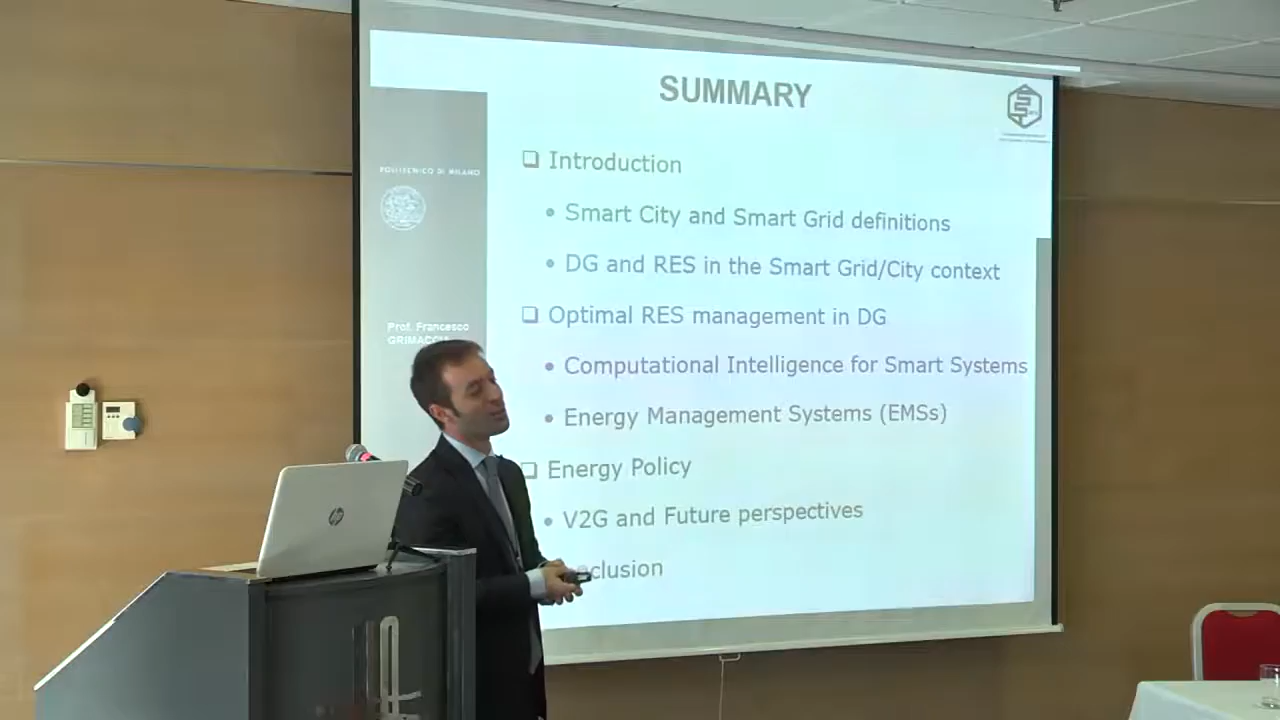 SUMMARY
POLITECNICO DI MILANO
Prof. Francesco
❑ Introduction
• Smart City and Smart Grid definitions
• DG and RES in the Smart Grid/City context
❑ Optimal RES management in DG
• Computational Intelligence for Smart Systems
• Energy Management Systems (EMSs)
❑ Energy Policy
• V2G and Future perspectives
clusion
hp